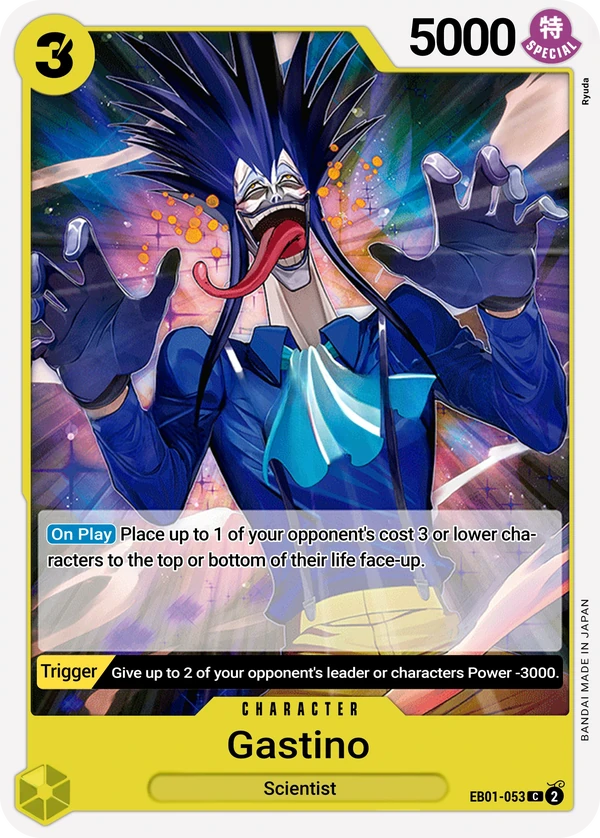 3
5000
特
SPECIAL
Ryuda
On Play Place up to 1 of your opponent's cost 3 or lower cha-
racters to the top or bottom of their life face-up.
Trigger Give up to 2 of your opponent's leader or characters Power -3000.
BANDAI MADE IN JAPAN
CHARACTER
Gastino
Scientist
EB01-053 C 2